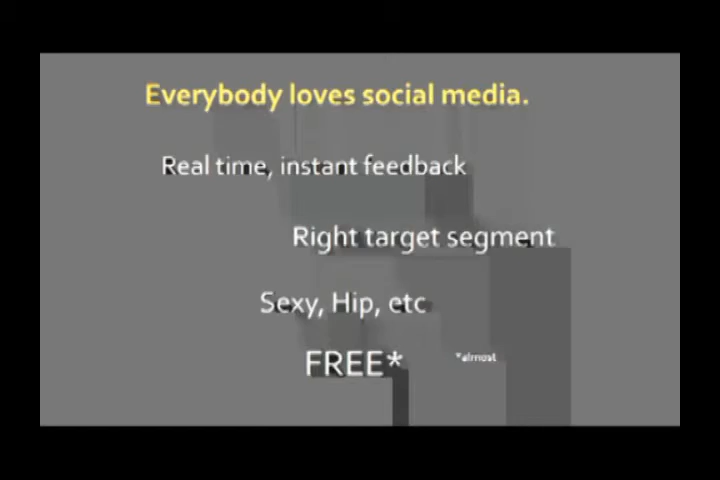 Everybody loves social media.
Real time, instant feedback
Right target segment
Sexy, Hip, etc
FREE* *almost